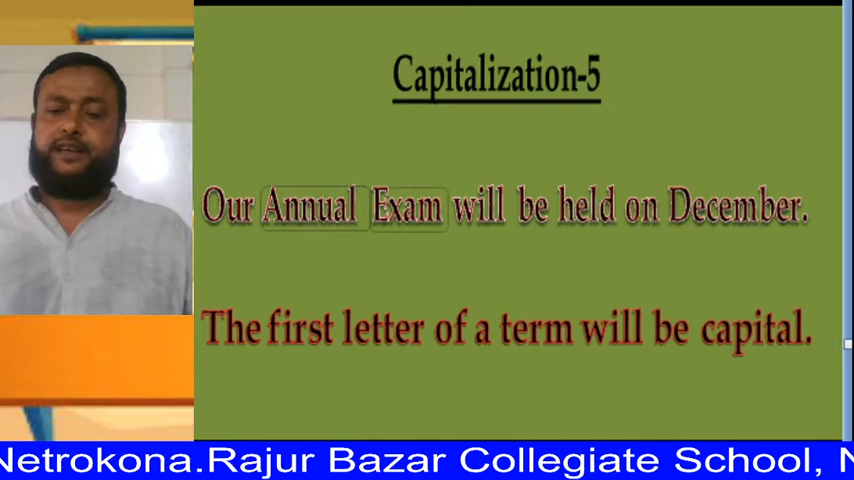 Capitalization-5
Our Annual Exam will be held on December.
The first letter of a term will be capital.
Netrokona.Rajur Bazar Collegiate School, N